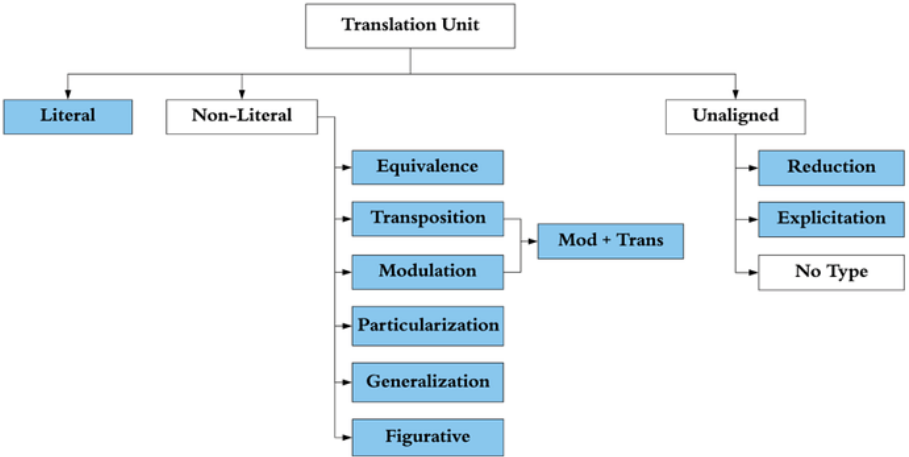 Translation Unit
Literal
Non-Literal
Unaligned
Equivalence
Transposition
Modulation
Mod + Trans
Particularization
Generalization
Figurative
Reduction
Explicitation
No Type